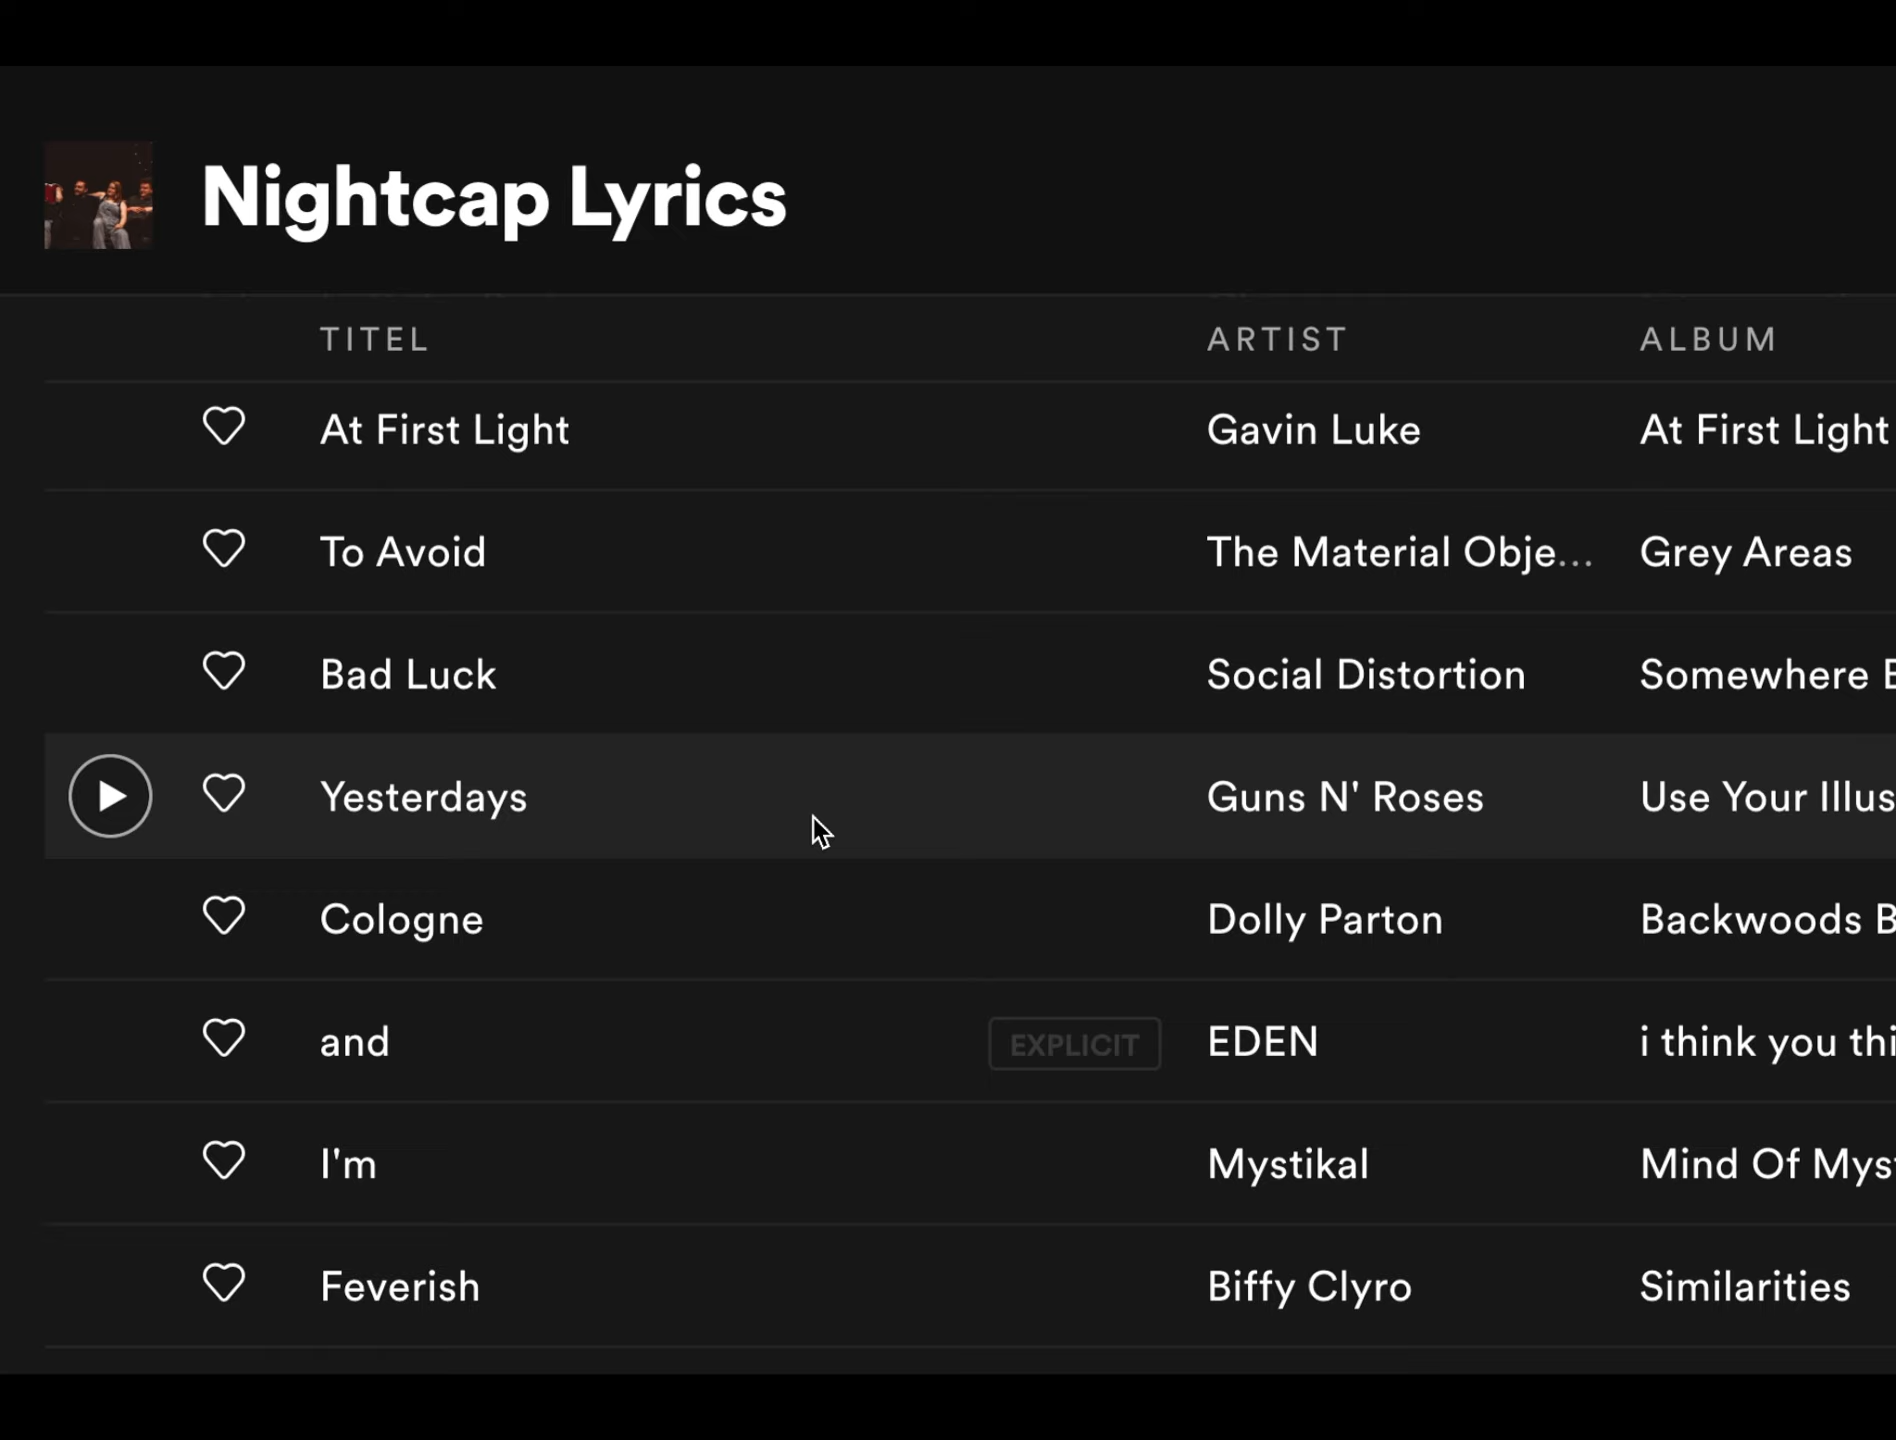 Nightcap Lyrics
TITEL ARTIST ALBUM
At First Light Gavin Luke At First Light
To Avoid The Material Obje... Grey Areas
Bad Luck Social Distortion Somewhere
Yesterdays Guns N' Roses Use Your Illus
Cologne Dolly Parton Backwoods B
and EXPLICIT EDEN i think you thi
I'm Mystikal Mind Of Mys
Feverish Biffy Clyro Similarities